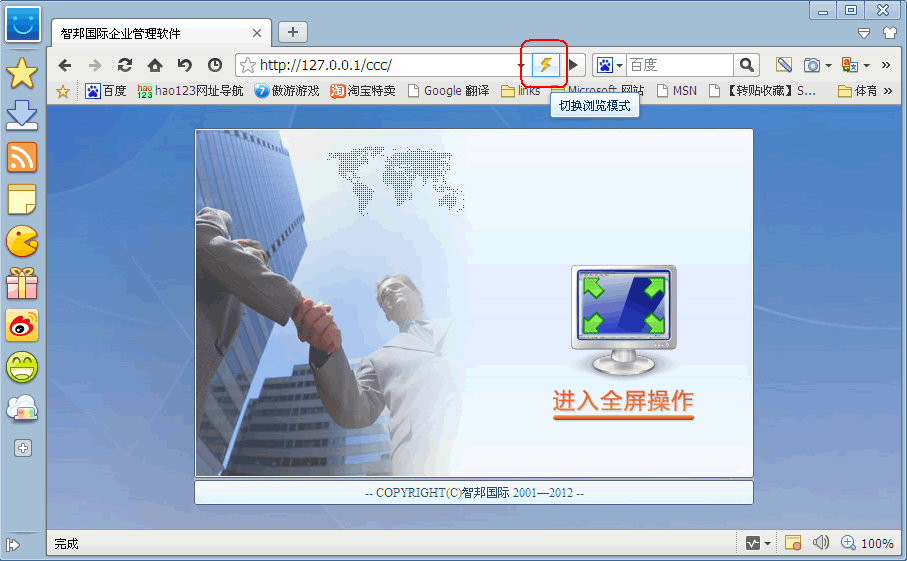 智邦国际企业管理软件
http://127.0.0.1/ccc/
百度
百度
hao123
hao123网址导航
傲游游戏
淘
淘宝特卖
Google 翻译
links
Microsoft 网站
MSN
【转贴收藏】S...
体育
切换浏览模式
进入全屏操作
-- COPYRIGHT(C)智邦国际 2001—2012 --
完成
100%